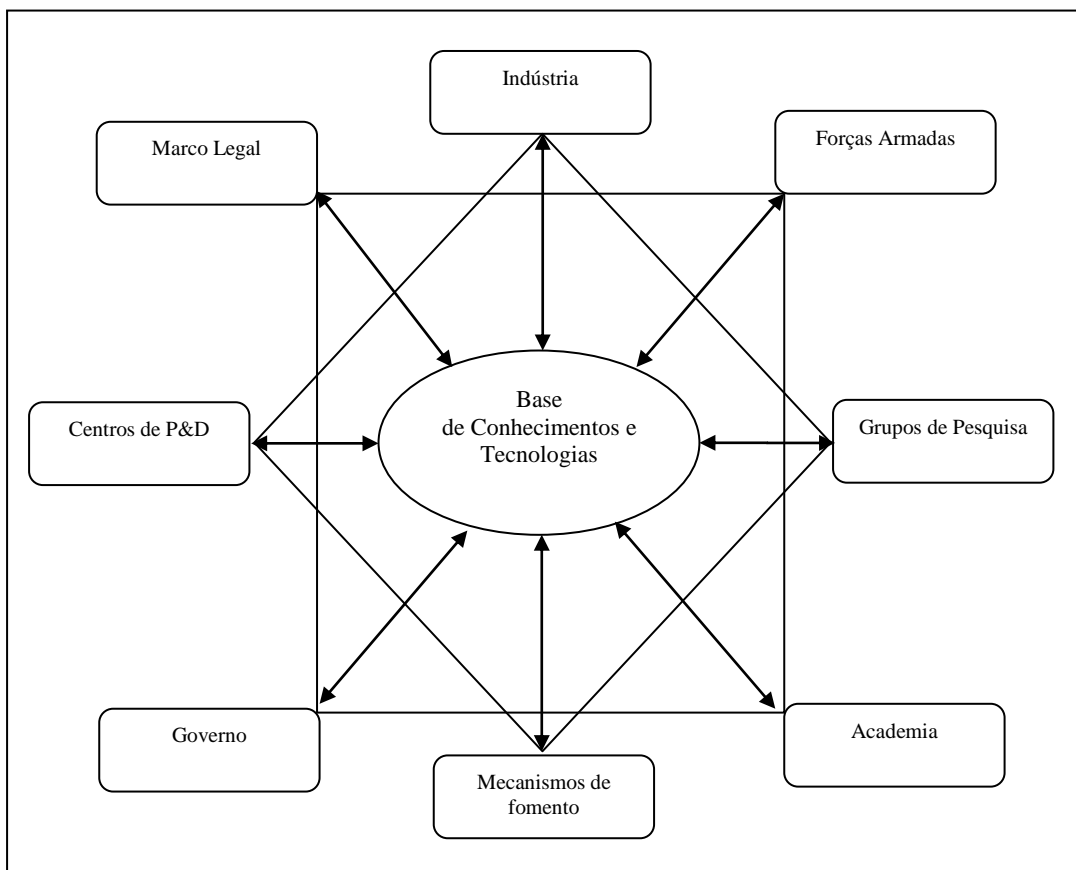 Indústria
Marco Legal
Forças Armadas
Base
de Conhecimentos e
Tecnologias
Centros de P&D
Grupos de Pesquisa
Governo
Mecanismos de
fomento
Academia